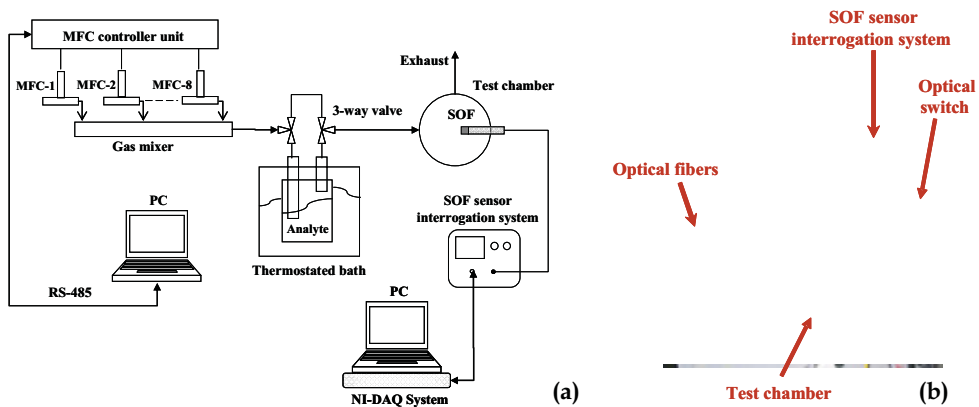 MFC controller unit
MFC-1
MFC-2
MFC-8
Gas mixer
3-way valve
Exhaust
Test chamber
SOF
PC
RS-485
Analyte
Thermostated bath
SOF sensor
interrogation system
PC
NI-DAQ System
(a)
SOF sensor
interrogation system
Optical
switch
Optical fibers
Test chamber
(b)